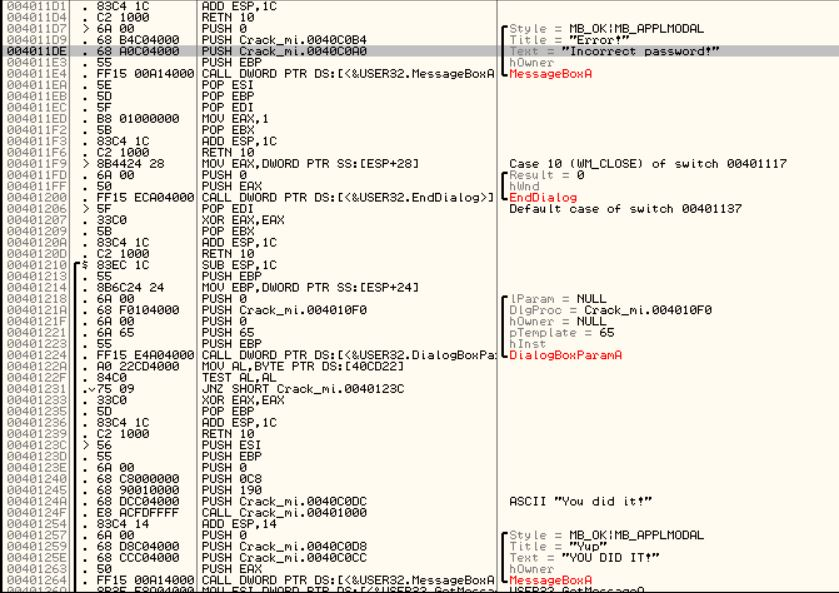 004011D1 . 83C4 1C ADD ESP,1C
004011D4 . C2 1000 RETN 10
004011D7 > 6A 00 PUSH 0 Style = MB_OK|MB_APPLMODAL
004011D9 . 68 B4C04000 PUSH Crack_mi.0040C0B4 Title = "Error!"
004011DE . 68 A0C04000 PUSH Crack_mi.0040C0A0 Text = "Incorrect password!"
004011E3 . 55 PUSH EBP hOwner
004011E4 . FF15 00A14000 CALL DWORD PTR DS:[<&USER32.MessageBoxA MessageBoxA
004011EA . 5E POP ESI
004011EB . 5D POP EBP
004011EC . 5F POP EDI
004011ED . B8 01000000 MOV EAX,1
004011F2 . 5B POP EBX
004011F3 . 83C4 1C ADD ESP,1C
004011F6 . C2 1000 RETN 10
004011F9 > 8B4424 28 MOV EAX,DWORD PTR SS:[ESP+28] Case 10 (WM_CLOSE) of switch 00401117
004011FD . 6A 00 PUSH 0 Result = 0
004011FF . 50 PUSH EAX hWnd
00401200 . FF15 ECA04000 CALL DWORD PTR DS:[<&USER32.EndDialog>] EndDialog
00401206 > 5F POP EDI Default case of switch 00401137
00401207 . 33C0 XOR EAX,EAX
00401209 . 5B POP EBX
0040120A . 83C4 1C ADD ESP,1C
0040120D . C2 1000 RETN 10
00401210 $ 83EC 1C SUB ESP,1C
00401213 . 55 PUSH EBP
00401214 . 8B6C24 24 MOV EBP,DWORD PTR SS:[ESP+24]
00401218 . 6A 00 PUSH 0 lParam = NULL
0040121A . 68 F0104000 PUSH Crack_mi.004010F0 DlgProc = Crack_mi.004010F0
0040121F . 6A 00 PUSH 0 hOwner = NULL
00401221 . 6A 65 PUSH 65 pTemplate = 65
00401223 . 55 PUSH EBP hInst
00401224 . FF15 E4A04000 CALL DWORD PTR DS:[<&USER32.DialogBoxPa: DialogBoxParamA
0040122A . A0 22CD4000 MOV AL,BYTE PTR DS:[40CD22]
0040122F . 84C0 TEST AL,AL
00401231 . 75 09 JNZ SHORT Crack_mi.0040123C
00401233 . 33C0 XOR EAX,EAX
00401235 . 5D POP EBP
00401236 . 83C4 1C ADD ESP,1C
00401239 . C2 1000 RETN 10
0040123C > 56 PUSH ESI
0040123D . 55 PUSH EBP
0040123E . 6A 00 PUSH 0
00401240 . 68 C8000000 PUSH 0C8
00401245 . 68 90010000 PUSH 190
0040124A . 68 DCC04000 PUSH Crack_mi.0040C0DC ASCII "You did it!"
0040124F . E8 ACFDFFFF CALL Crack_mi.00401000
00401254 . 83C4 14 ADD ESP,14
00401257 . 6A 00 PUSH 0 Style = MB_OK|MB_APPLMODAL
00401259 . 68 D8C04000 PUSH Crack_mi.0040C0D8 Title = "Yup"
0040125E . 68 CCC04000 PUSH Crack_mi.0040C0CC Text = "YOU DID IT!"
00401263 . 50 PUSH EAX hOwner
00401264 . FF15 00A14000 CALL DWORD PTR DS:[<&USER32.MessageBoxA MessageBoxA